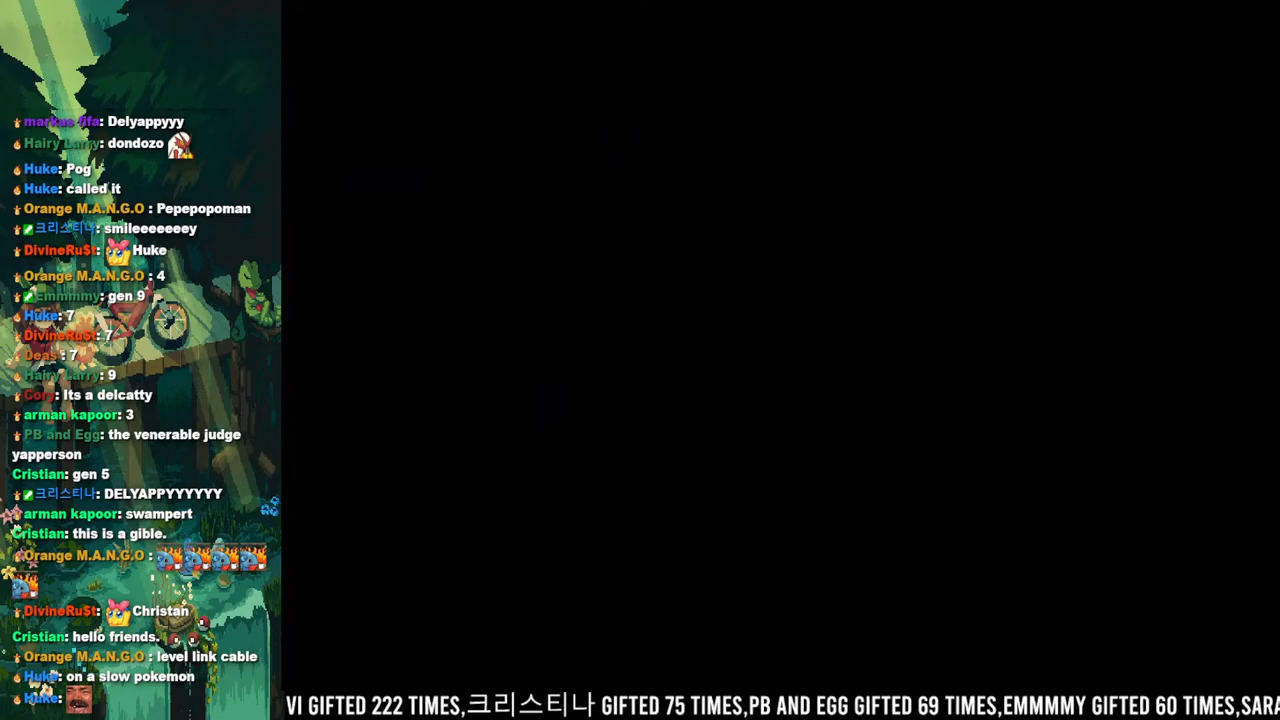 markus fifa: Delyappyyy
Hairy Larry: dondozo
Huke: Pog
Huke: called it
Orange M.A.N.G.O : Pepepopoman
크리스티나: smileeeeeeey
DivineRu$t: Huke
Orange M.A.N.G.O : 4
Emmmmy: gen 9
Huke: 7
DivineRu$t: 7
Deas : 7
Hairy Larry: 9
Cory: Its a delcatty
arman kapoor: 3
PB and Egg: the venerable judge
yapperson
Cristian: gen 5
크리스티나: DELYAPPYYYYYY
arman kapoor: swampert
Cristian: this is a gible.
Orange M.A.N.G.O :
DivineRu$t: Christan
Cristian: hello friends.
Orange M.A.N.G.O : level link cable
Huke: on a slow pokemon
Huke:
VI GIFTED 222 TIMES,크리스티나 GIFTED 75 TIMES,PB AND EGG GIFTED 69 TIMES,EMMMMY GIFTED 60 TIMES,SARA